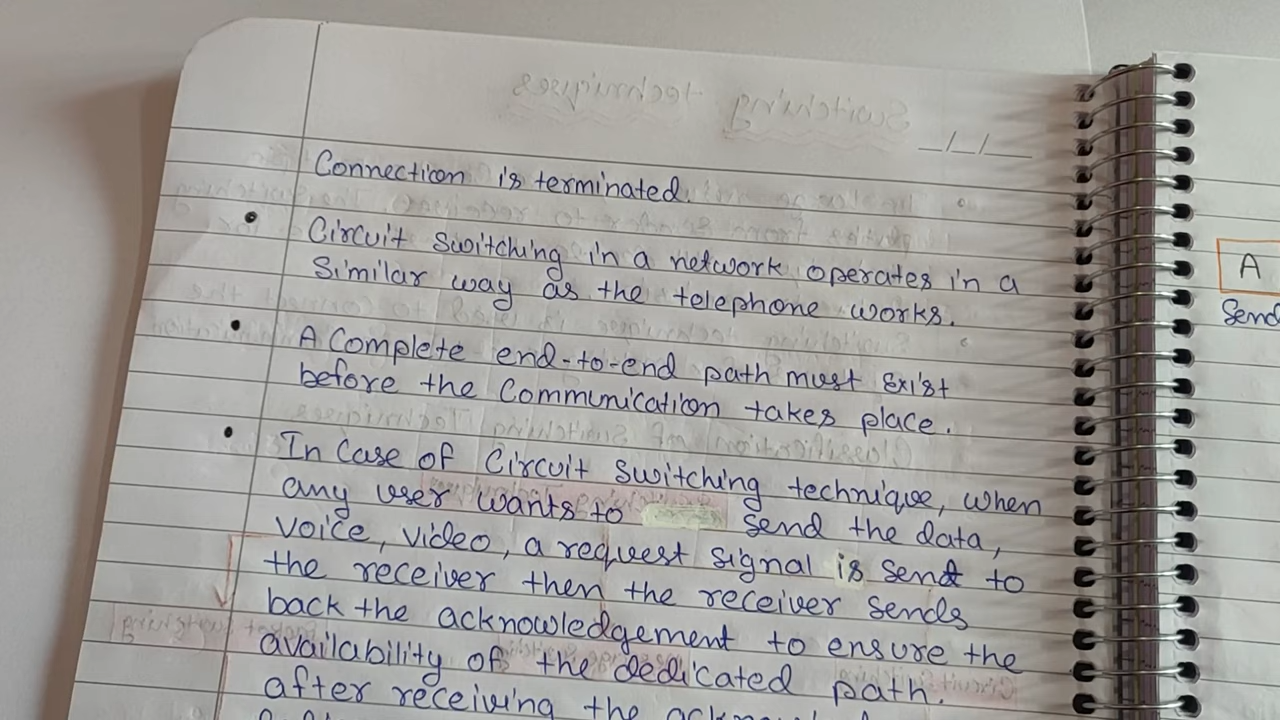 Switching techniques
_/_/_
Connection is terminated.
• Circuit switching in a network operates in a
similar way as the telephone works.
• A Complete end-to-end path must exist
before the Communication takes place.
• In Case of Circuit switching technique, when
any user wants to send the data,
voice, video, a request signal is send to
the receiver then the receiver sends
back the acknowledgement to ensure the
availability of the dedicated path.
after receiving the
A
Send